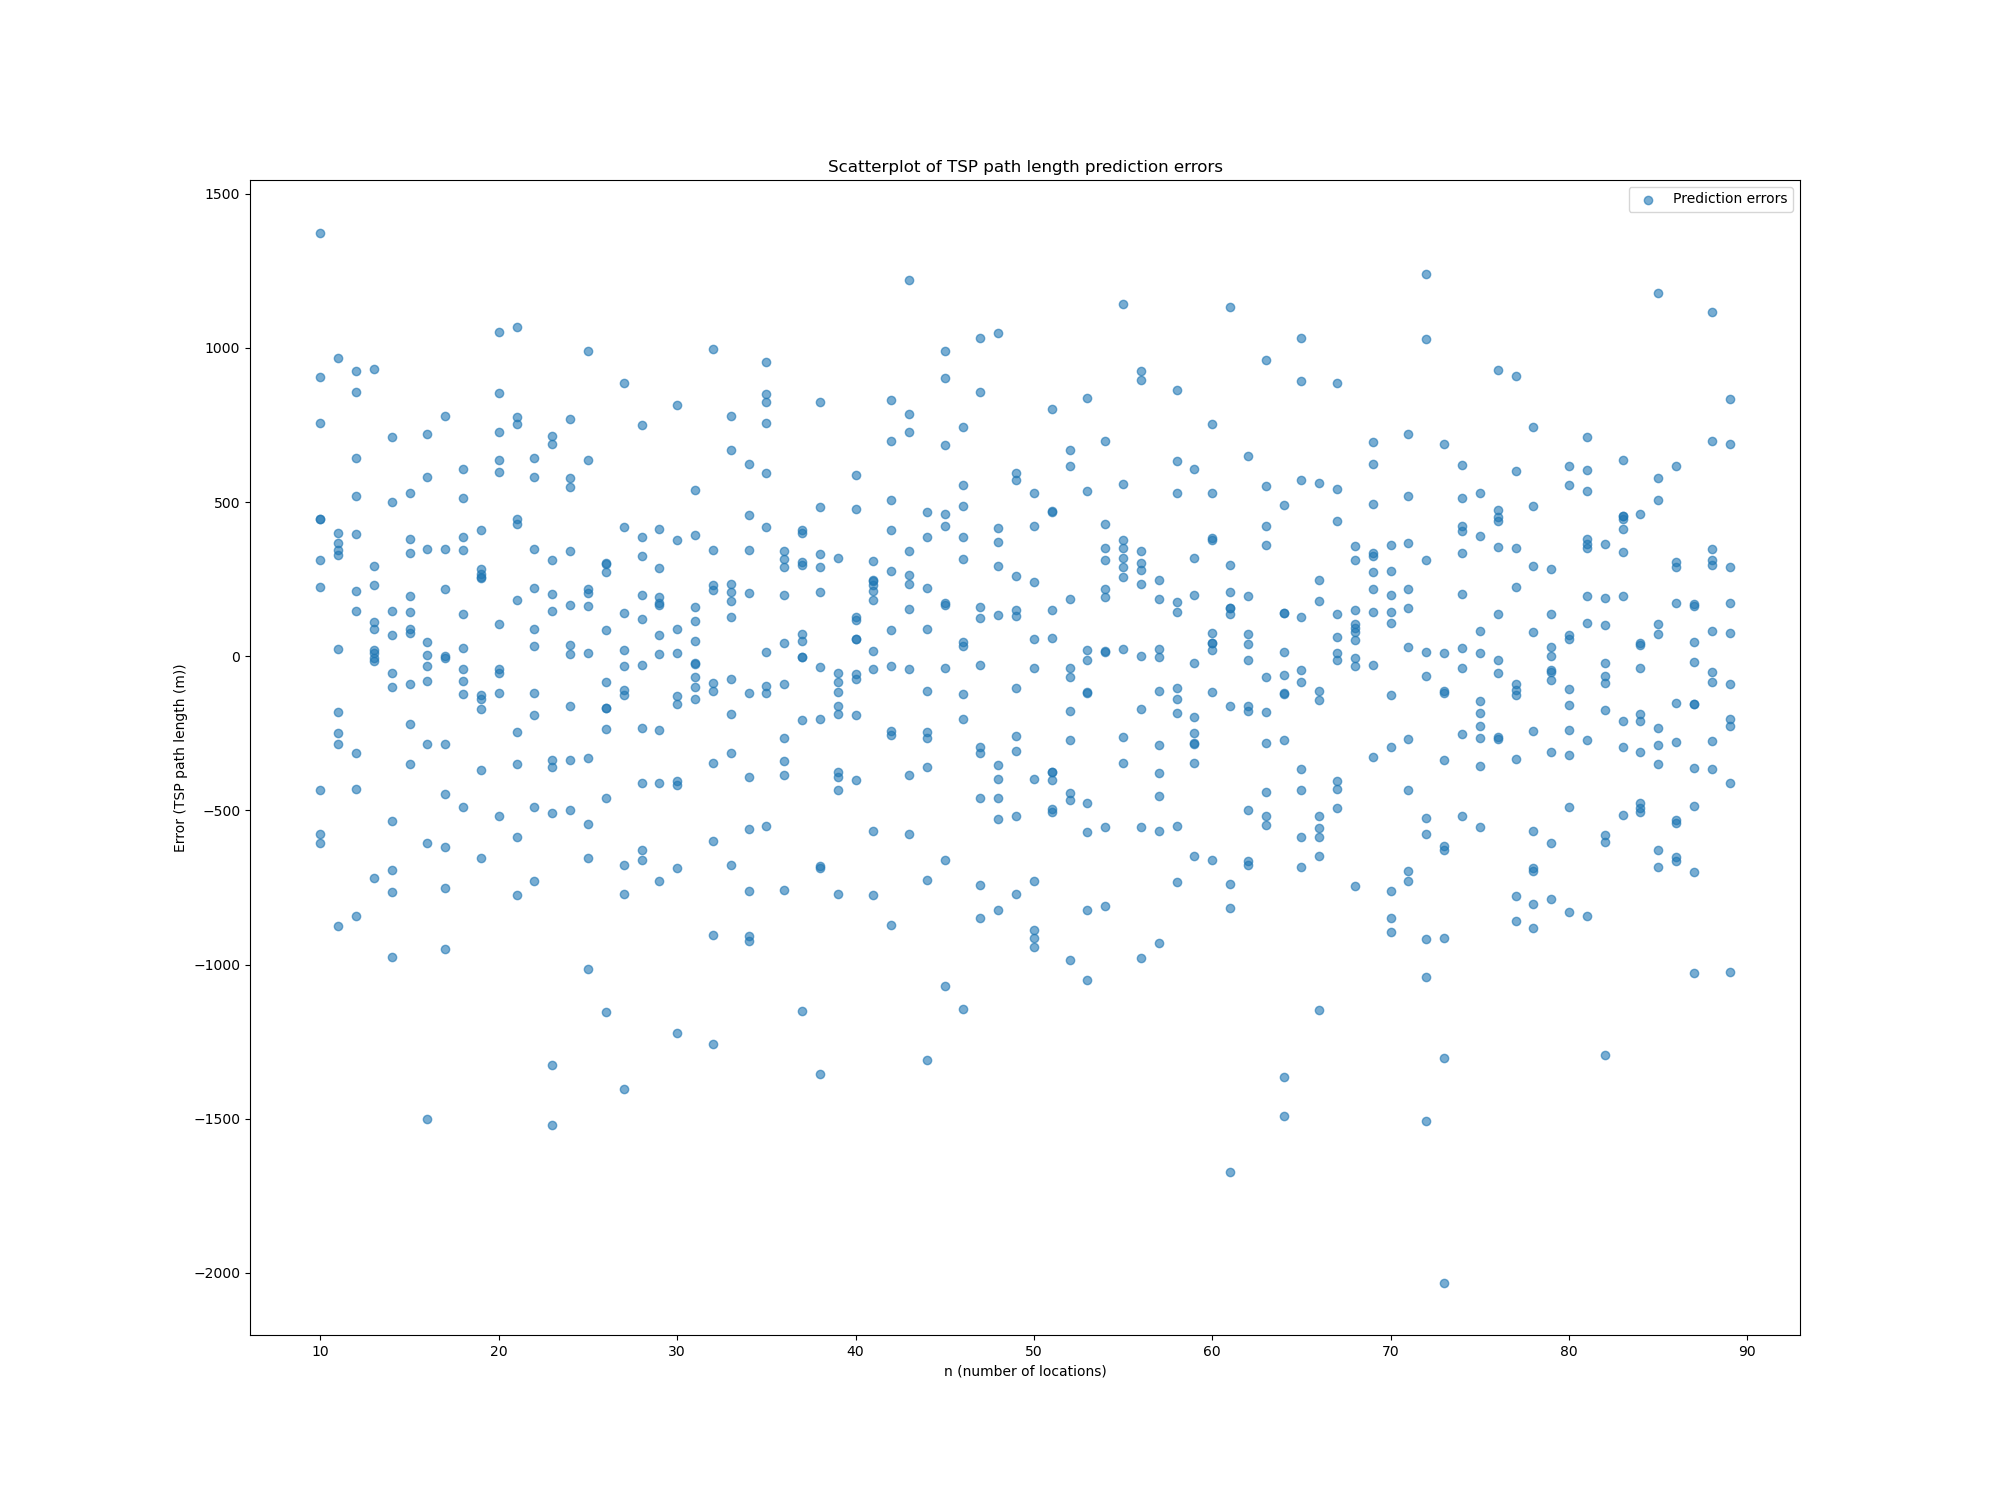 Scatterplot of TSP path length prediction errors
Prediction errors
1500
1000
500
0
−500
−1000
−1500
−2000
Error (TSP path length (m))
10 20 30 40 50 60 70 80 90
n (number of locations)